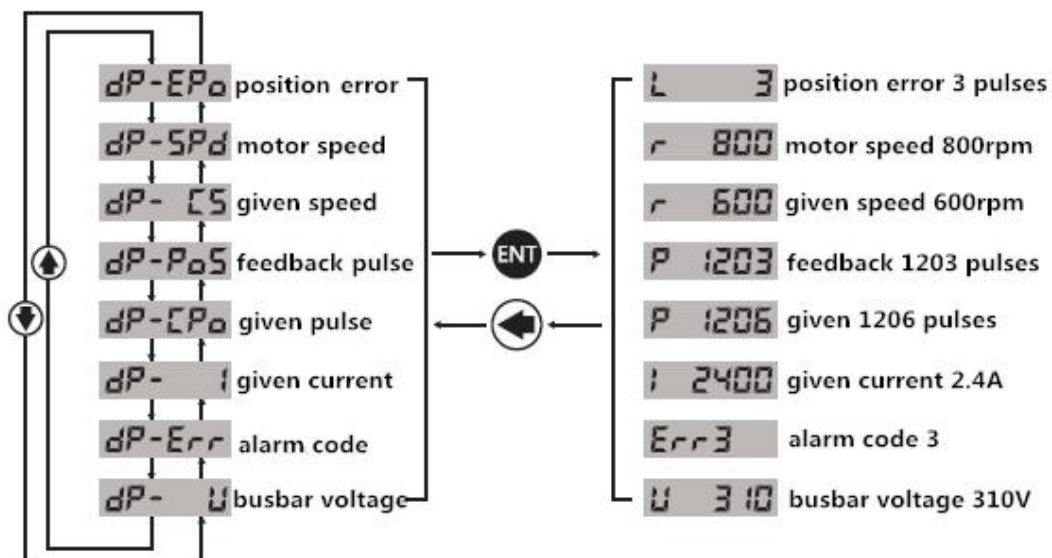 dP-EPo position error
dP-SPd motor speed
dP- CS given speed
dP-PoS feedback pulse
dP-CPo given pulse
dP- I given current
dP-Err alarm code
dP- U busbar voltage
ENT
L 3 position error 3 pulses
r 800 motor speed 800rpm
r 600 given speed 600rpm
P 1203 feedback 1203 pulses
P 1206 given 1206 pulses
I 2400 given current 2.4A
Err3 alarm code 3
U 310 busbar voltage 310V